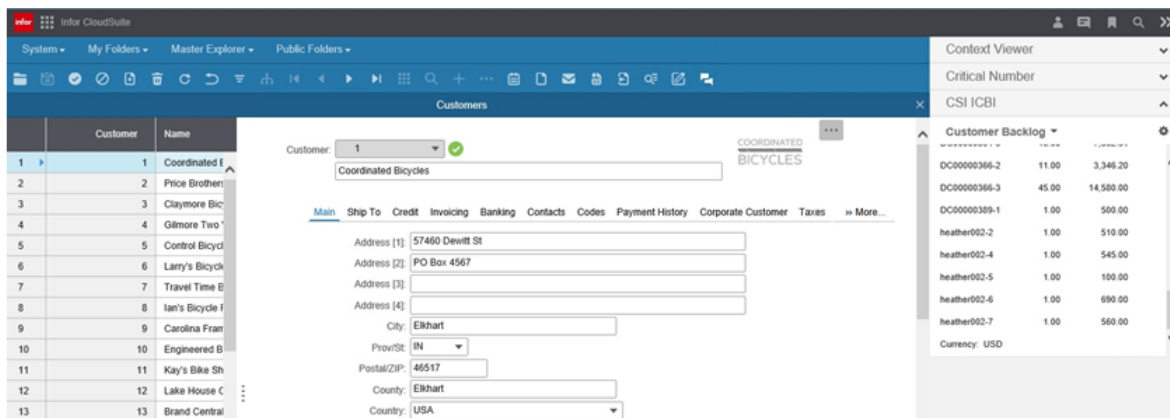 infor Infor CloudSuite
System My Folders Master Explorer Public Folders
Customers
Customer Name
1 1 Coordinated E
2 2 Price Brothers
3 3 Claymore Bic
4 4 Gilmore Two
5 5 Control Bicycl
6 6 Larry's Bicycle
7 7 Travel Time B
8 8 Ian's Bicycle F
9 9 Carolina Fram
10 10 Engineered B
11 11 Kay's Bike Sh
12 12 Lake House C
13 13 Brand Central
Customer: 1
Coordinated Bicycles
COORDINATED
BICYCLES
Main Ship To Credit Invoicing Banking Contacts Codes Payment History Corporate Customer Taxes » More...
Address [1]: 57460 Dewitt St
Address [2]: PO Box 4567
Address [3]:
Address [4]:
City: Elkhart
Prov/St: IN
Postal/ZIP: 46517
County: Elkhart
Country: USA
Context Viewer
Critical Number
CSI ICBI
Customer Backlog
DC00000366-2 11.00 3,346.20
DC00000366-3 45.00 14,580.00
DC00000389-1 1.00 500.00
heather002-2 1.00 510.00
heather002-4 1.00 545.00
heather002-5 1.00 100.00
heather002-6 1.00 690.00
heather002-7 1.00 560.00
Currency: USD